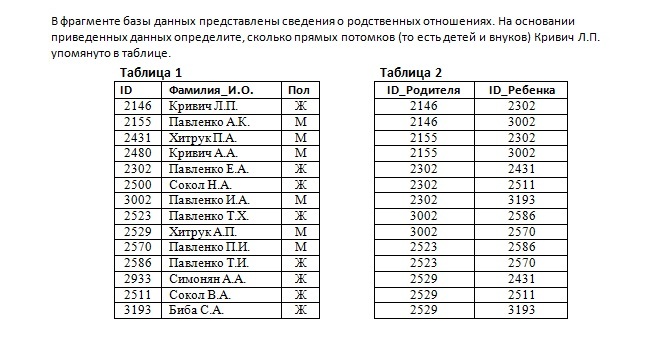 В фрагменте базы данных представлены сведения о родственных отношениях. На основании
приведенных данных определите, сколько прямых потомков (то есть детей и внуков) Кривич Л.П.
упомянуто в таблице.
Таблица 1
ID Фамилия_И.О. Пол
2146 Кривич Л.П. Ж
2155 Павленко А.К. М
2431 Хитрук П.А. М
2480 Кривич А.А. М
2302 Павленко Е.А. Ж
2500 Сокол Н.А. Ж
3002 Павленко И.А. М
2523 Павленко Т.Х. Ж
2529 Хитрук А.П. М
2570 Павленко П.И. М
2586 Павленко Т.И. Ж
2933 Симонян А.А. Ж
2511 Сокол В.А. Ж
3193 Биба С.А. Ж
Таблица 2
ID_Родителя ID_Ребенка
2146 2302
2146 3002
2155 2302
2155 3002
2302 2431
2302 2511
2302 3193
3002 2586
3002 2570
2523 2586
2523 2570
2529 2431
2529 2511
2529 3193